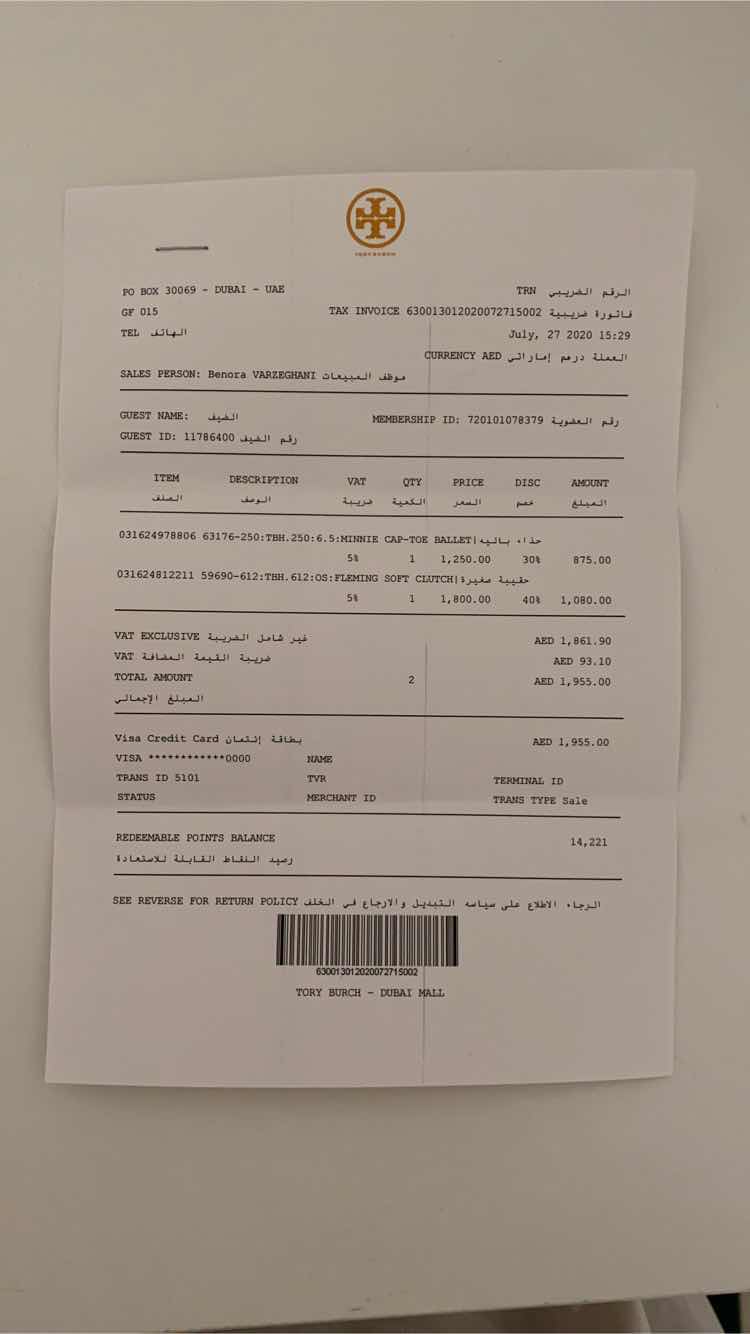 TORY BURCH
PO BOX 30069 - DUBAI - UAE
TRN الرقم الضريبي
GF 015
TAX INVOICE 630013012020072715002 فاتورة ضريبية
TEL الهاتف
July, 27 2020 15:29
CURRENCY AED العملة درهم إماراتي
SALES PERSON: Benora VARZEGHANI موظف المبيعات
GUEST NAME: الضيف
MEMBERSHIP ID: 720101078379 رقم العضوية
GUEST ID: 11786400 رقم الضيف
ITEM DESCRIPTION VAT QTY PRICE DISC AMOUNT
الصنف الوصف ضريبة الكمية السعر خصم المبلغ
031624978806 63176-250:TBH.250:6.5:MINNIE CAP-TOE BALLET|حذاء باليه
5% 1 1,250.00 30% 875.00
031624812211 59690-612:TBH.612:OS:FLEMING SOFT CLUTCH|حقيبة صغيرة
5% 1 1,800.00 40% 1,080.00
VAT EXCLUSIVE غير شامل الضريبة AED 1,861.90
VAT ضريبة القيمة المضافة AED 93.10
TOTAL AMOUNT 2 AED 1,955.00
المبلغ الإجمالي
Visa Credit Card بطاقة إئتمان AED 1,955.00
VISA ************0000 NAME
TRANS ID 5101 TVR TERMINAL ID
STATUS MERCHANT ID TRANS TYPE Sale
REDEEMABLE POINTS BALANCE 14,221
رصيد النقاط القابلة للاستعادة
SEE REVERSE FOR RETURN POLICY الرجاء الاطلاع على سياسه التبديل والارجاع في الخلف
630013012020072715002
TORY BURCH - DUBAI MALL